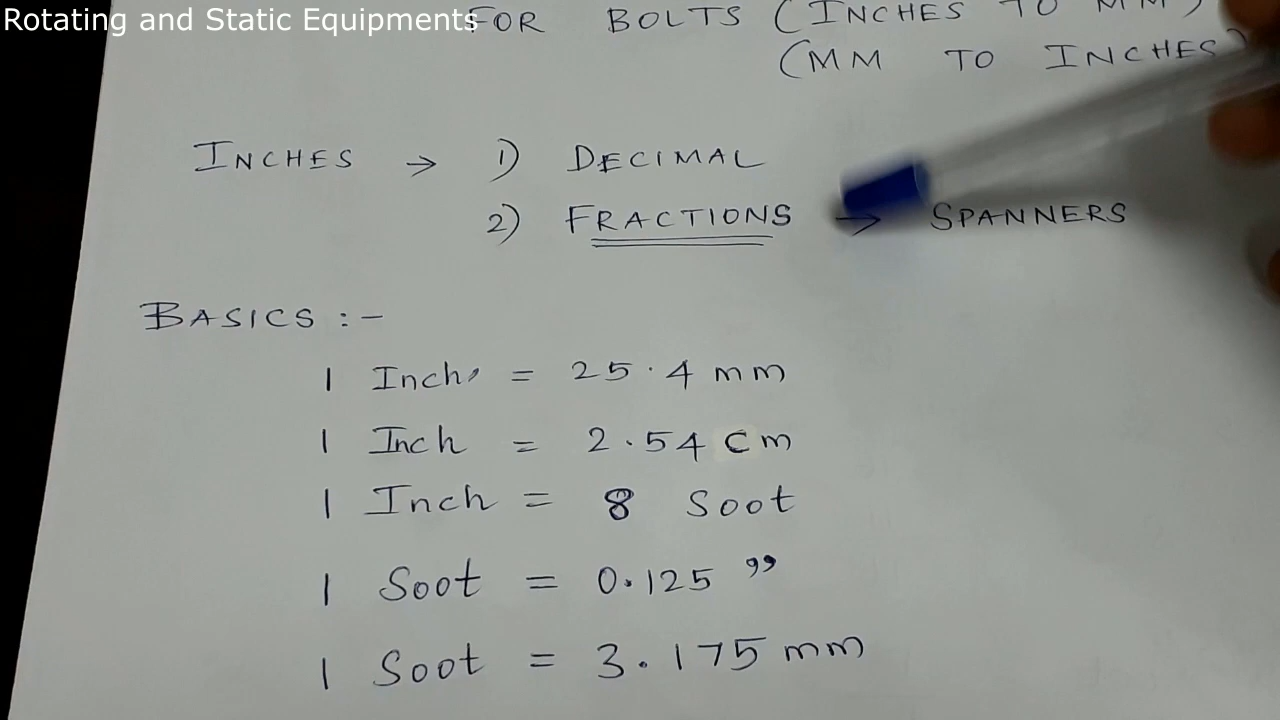 Rotating and Static Equipments
FOR BOLTS (INCHES TO MM)
(MM TO INCHES)
INCHES → 1) DECIMAL
2) FRACTIONS → SPANNERS
BASICS :-
1 Inch = 25.4 mm
1 Inch = 2.54 cm
1 Inch = 8 Soot
1 Soot = 0.125 "
1 Soot = 3.175 mm